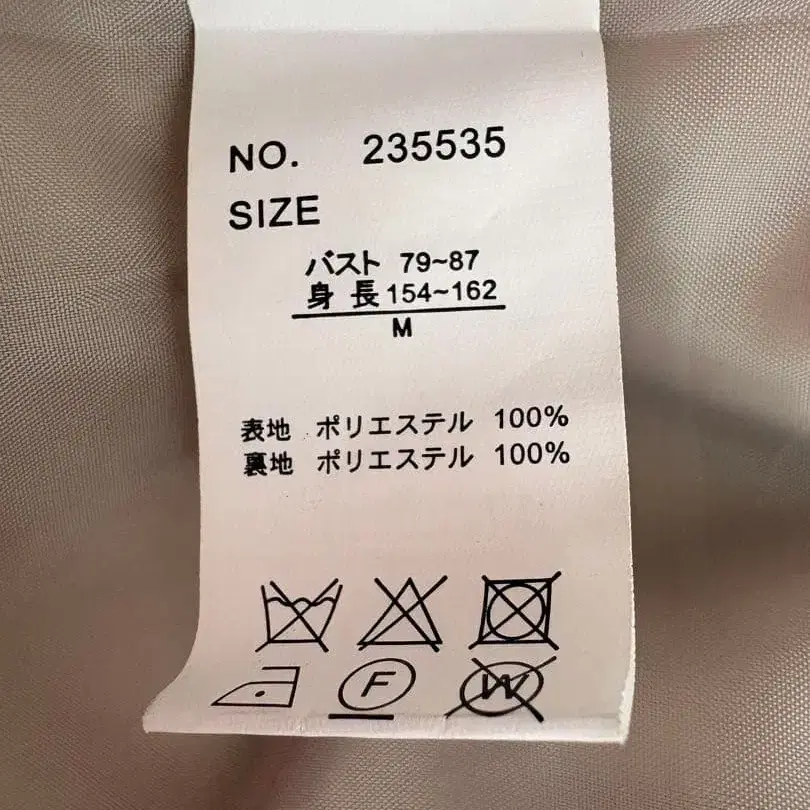 NO. 235535
SIZE
バスト 79~87
身長 154~162
M
表地 ポリエステル 100%
裏地 ポリエステル 100%
F W